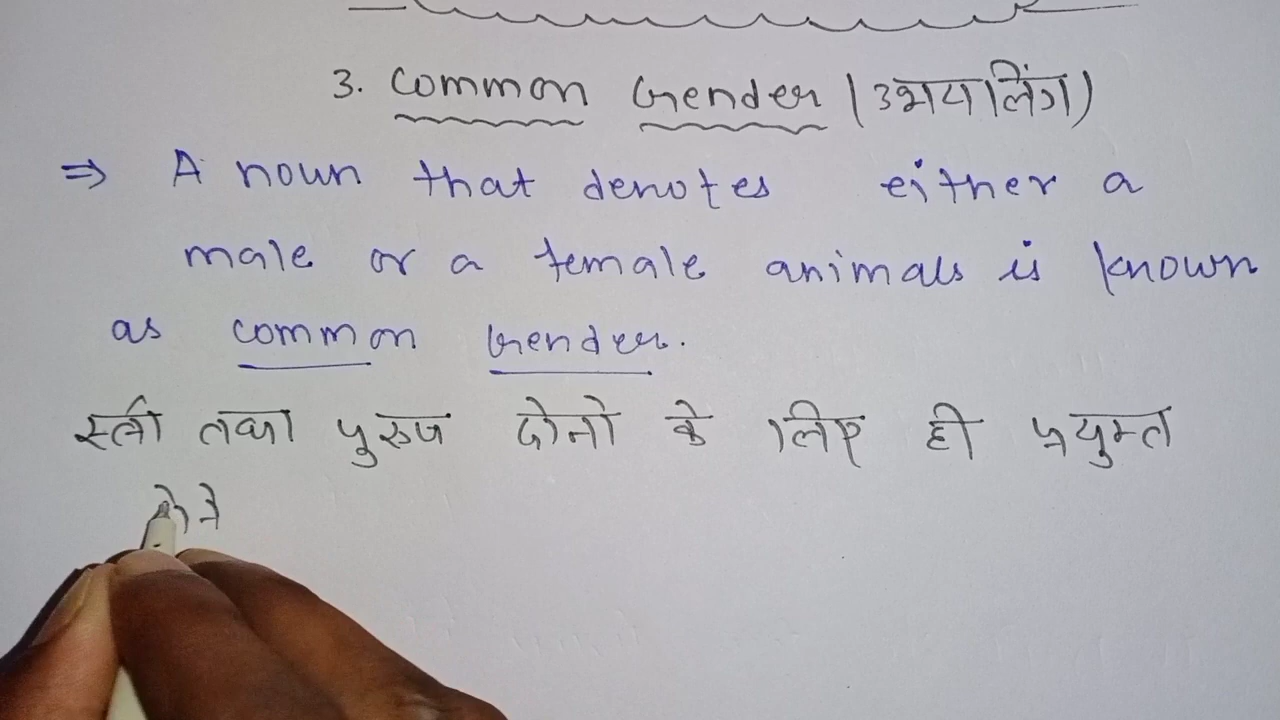 3. Common Gender (उभयलिंग)
⇒ A noun that denotes either a
male or a female animals is known
as common Gender.
स्त्री तथा पुरुष दोनो के लिए ही प्रयुक्त